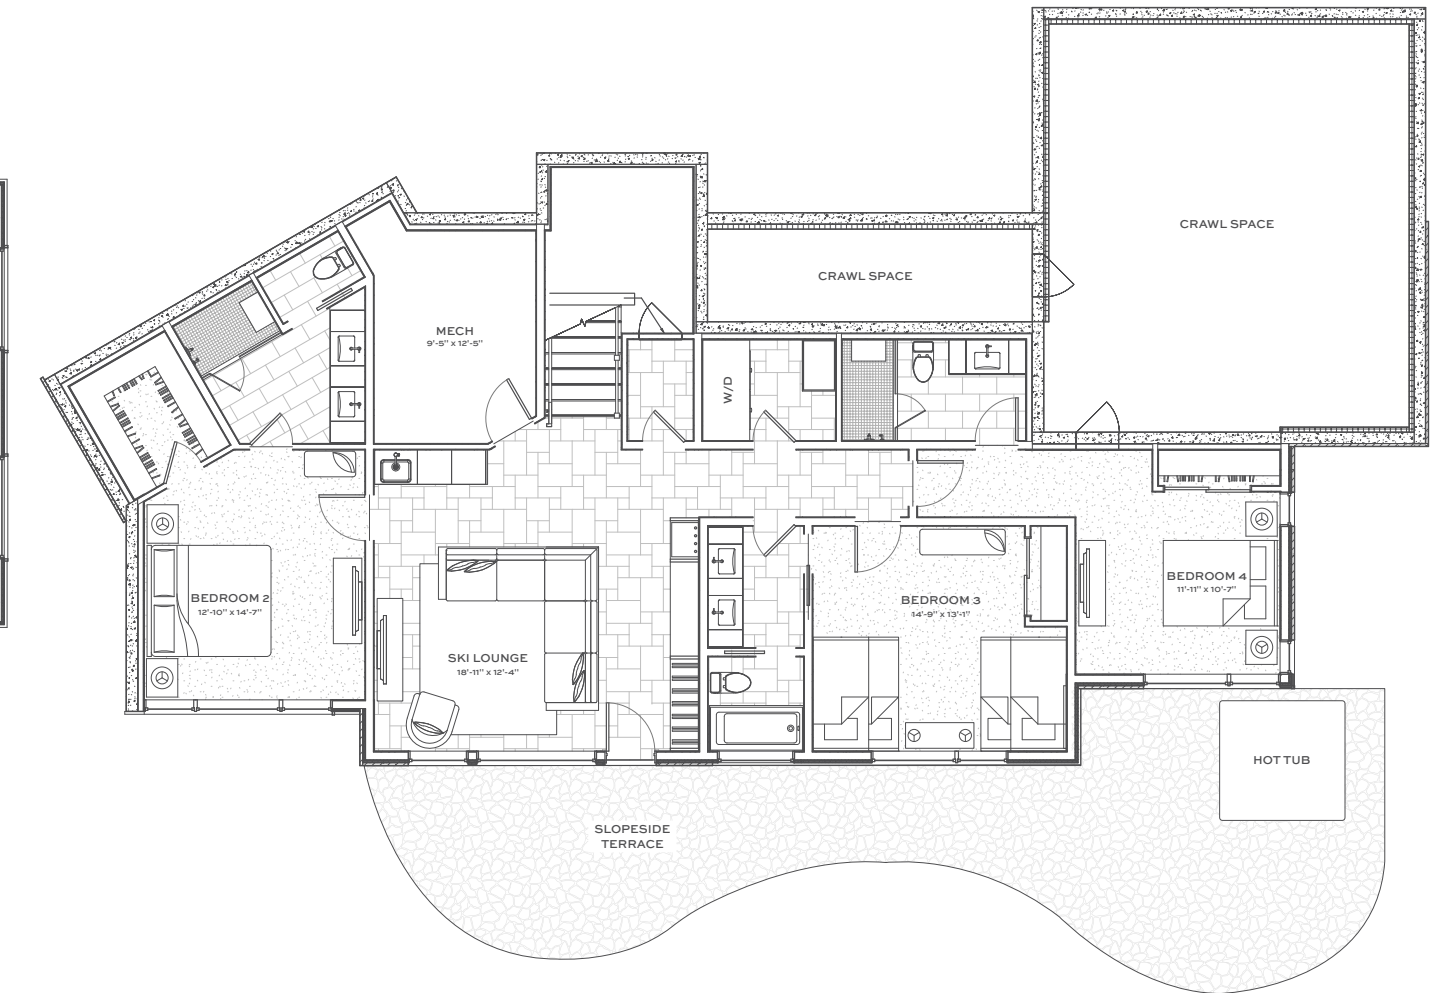 CRAWL SPACE
CRAWL SPACE
MECH
9'-5" x 12'-5"
W/D
BEDROOM 2
12'-10" x 14'-7"
BEDROOM 3
14'-9" x 13'-1"
BEDROOM 4
11'-11" x 10'-7"
SKI LOUNGE
18'-11" x 12'-4"
HOT TUB
SLOPESIDE
TERRACE